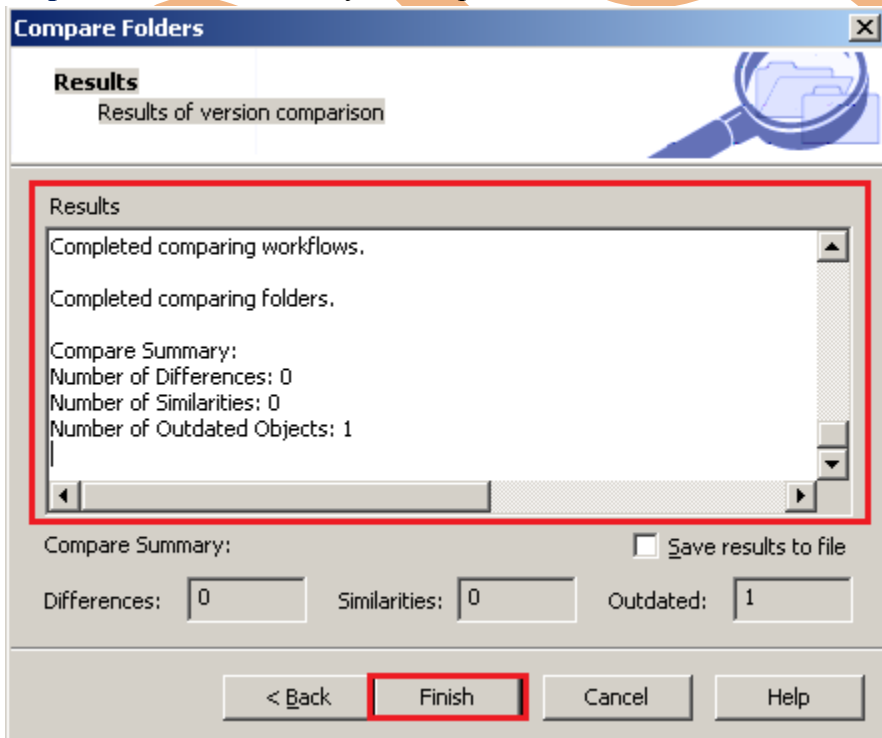 Compare Folders
Results
Results of version comparison
Results
Completed comparing workflows.
Completed comparing folders.
Compare Summary:
Number of Differences: 0
Number of Similarities: 0
Number of Outdated Objects: 1
Compare Summary:
Save results to file
Differences: 0 Similarities: 0 Outdated: 1
< Back Finish Cancel Help